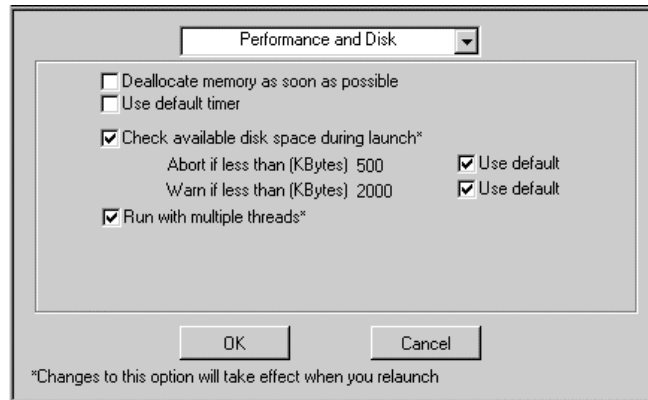 Performance and Disk
Deallocate memory as soon as possible
Use default timer
Check available disk space during launch*
Abort if less than (KBytes) 500 Use default
Warn if less than (KBytes) 2000 Use default
Run with multiple threads*
OK Cancel
*Changes to this option will take effect when you relaunch